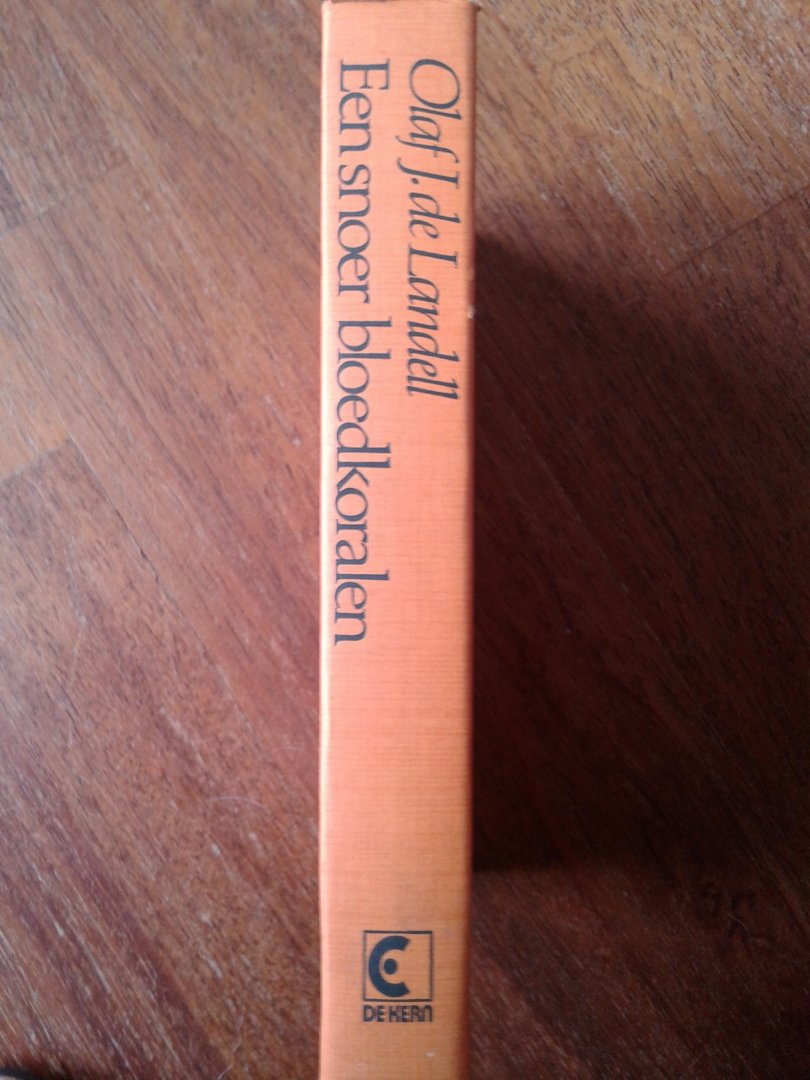 Olaf J. de Landell
Een snoer bloedkoralen
DE KERN